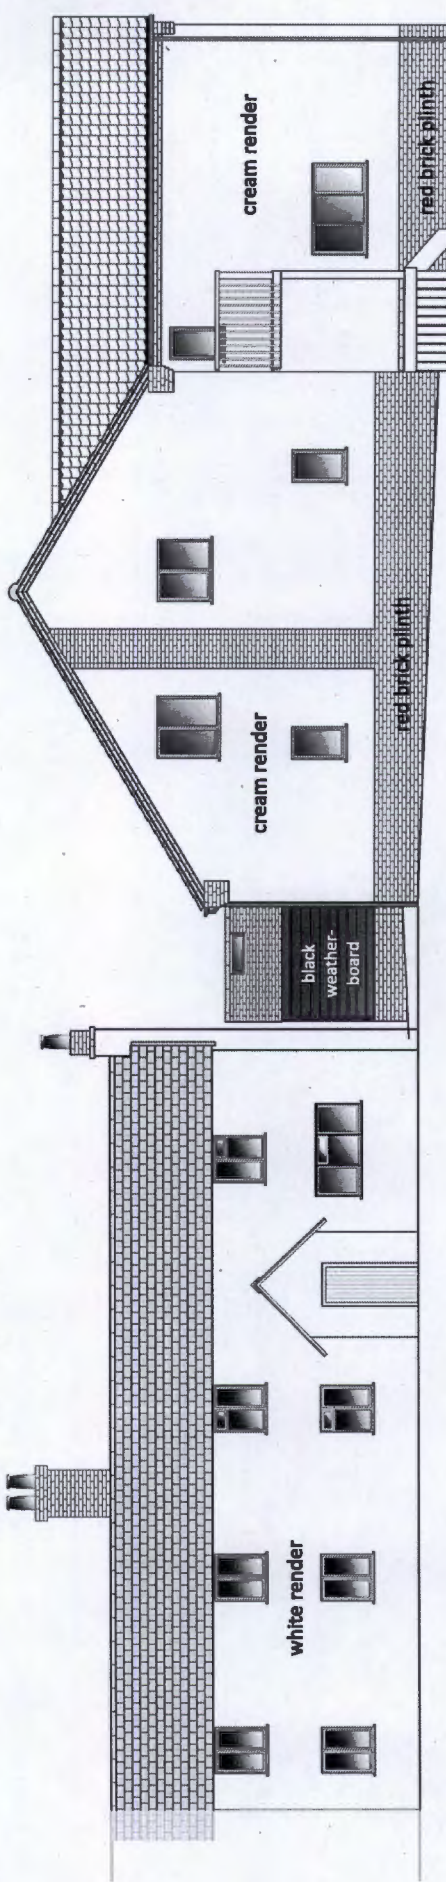 white render
black
weather-
board
cream render
red brick plinth
cream render
red brick plinth